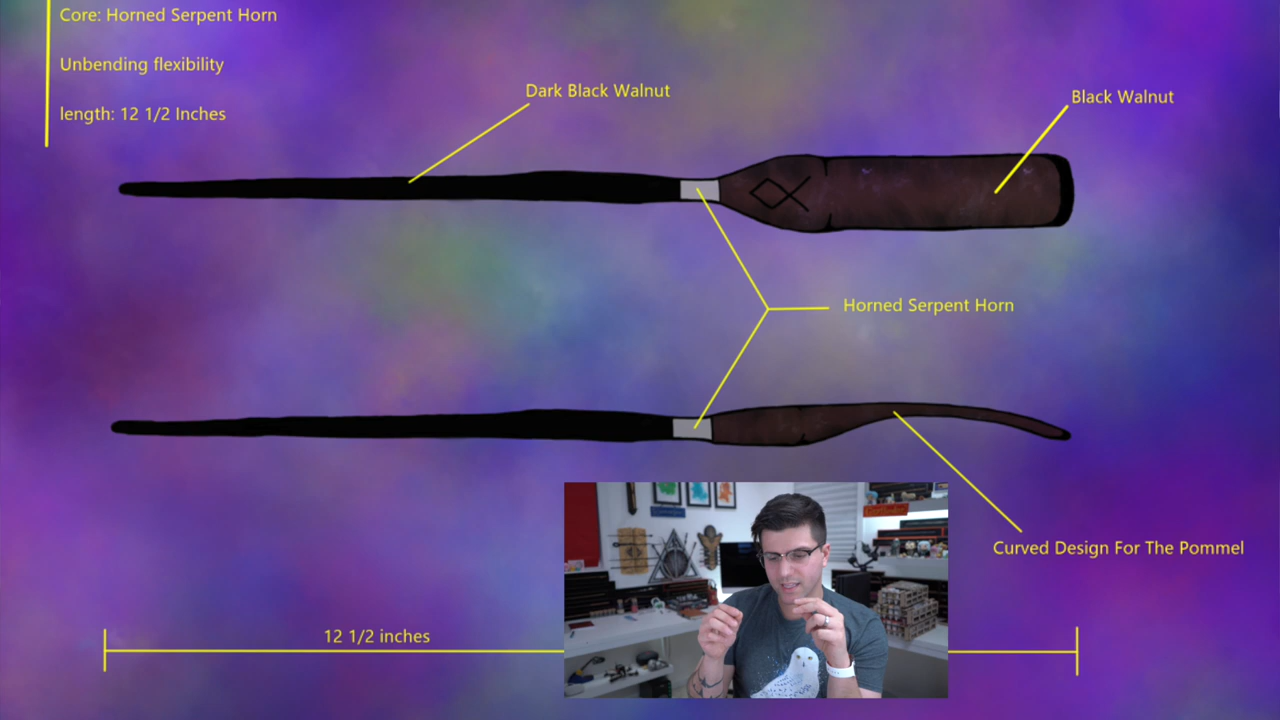 Core: Horned Serpent Horn
Unbending flexibility
length: 12 1/2 Inches
Dark Black Walnut
Black Walnut
Horned Serpent Horn
Curved Design For The Pommel
12 1/2 inches